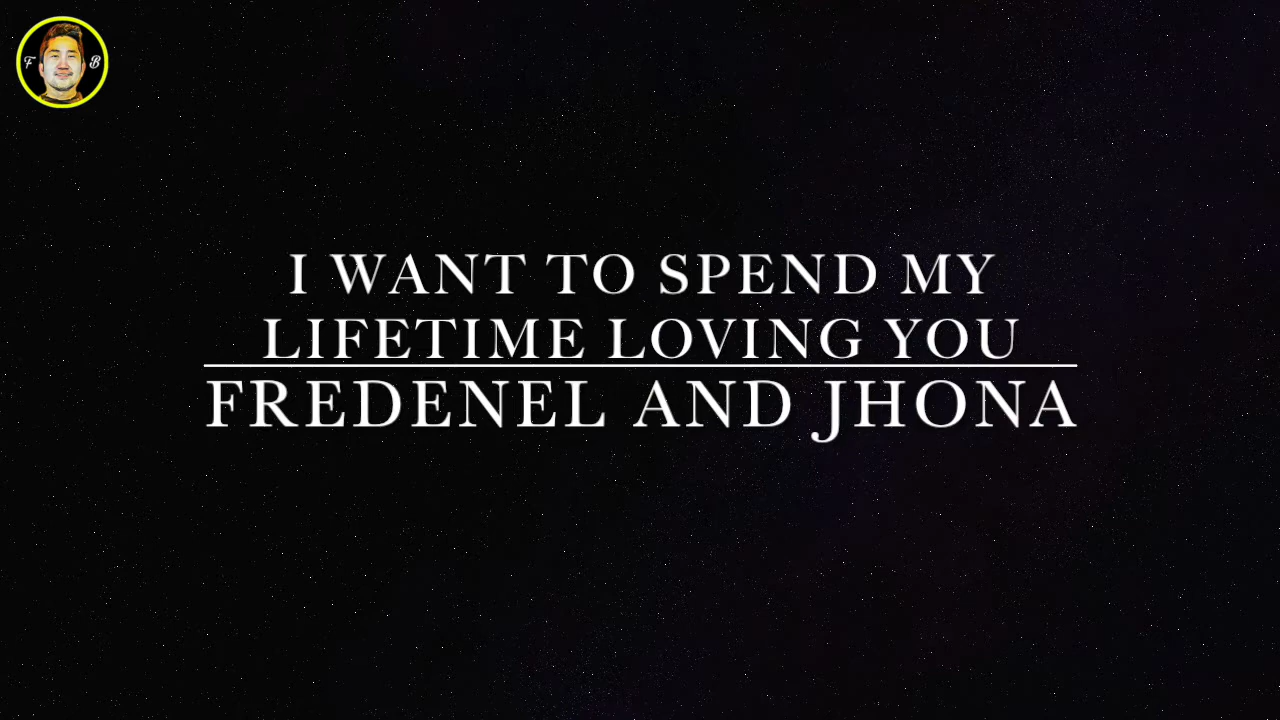 F B
I WANT TO SPEND MY
LIFETIME LOVING YOU
FREDENEL AND JHONA